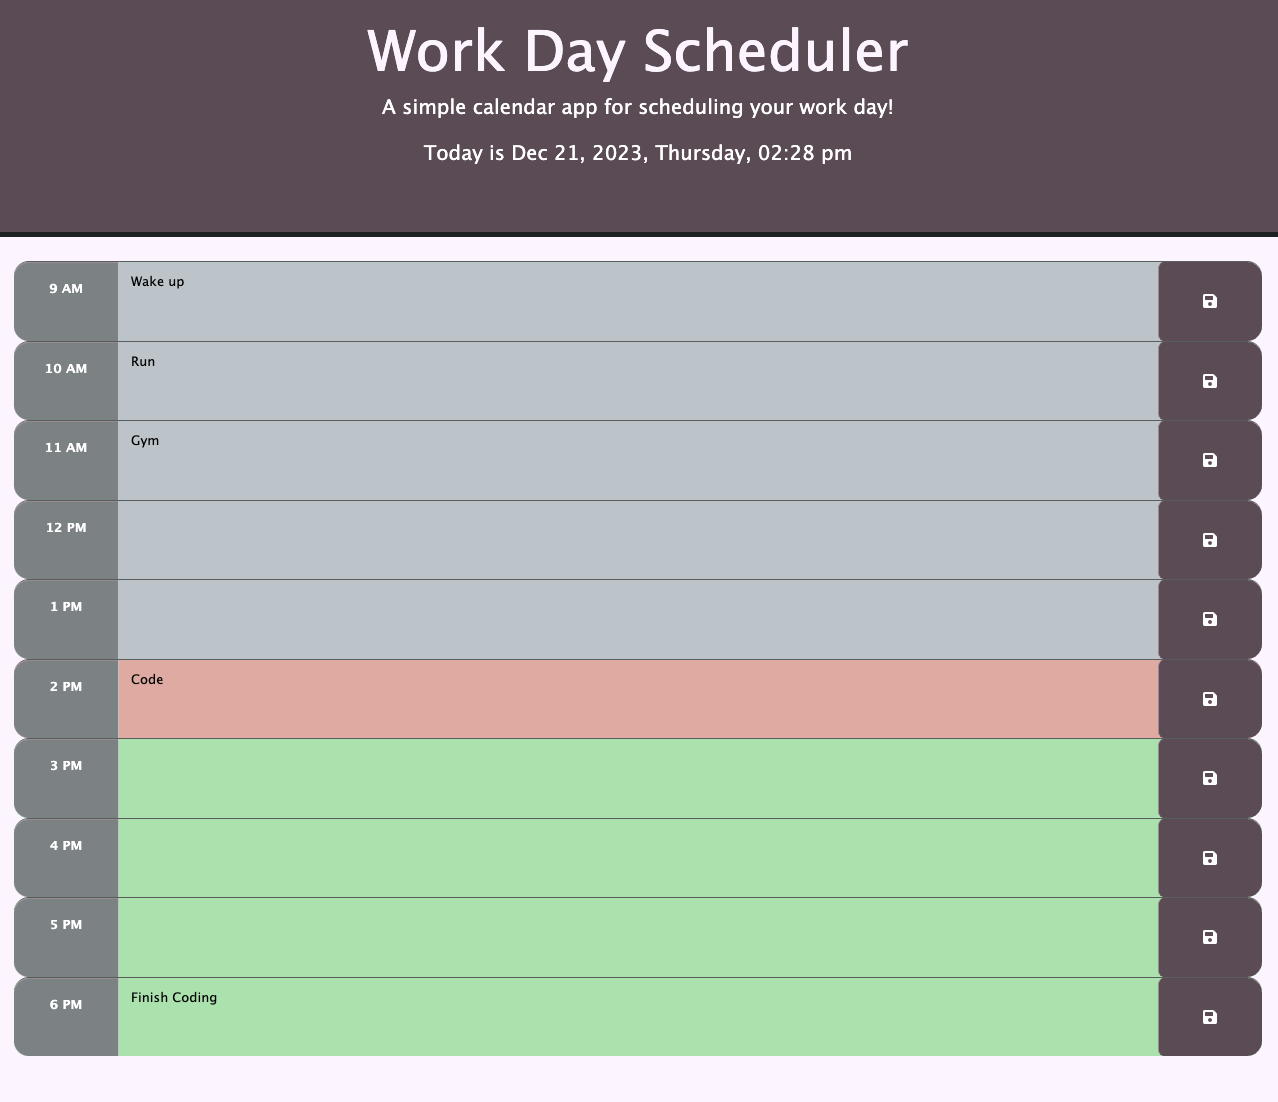 Work Day Scheduler
A simple calendar app for scheduling your work day!
Today is Dec 21, 2023, Thursday, 02:28 pm
9 AM Wake up
10 AM Run
11 AM Gym
12 PM
1 PM
2 PM Code
3 PM
4 PM
5 PM
6 PM Finish Coding